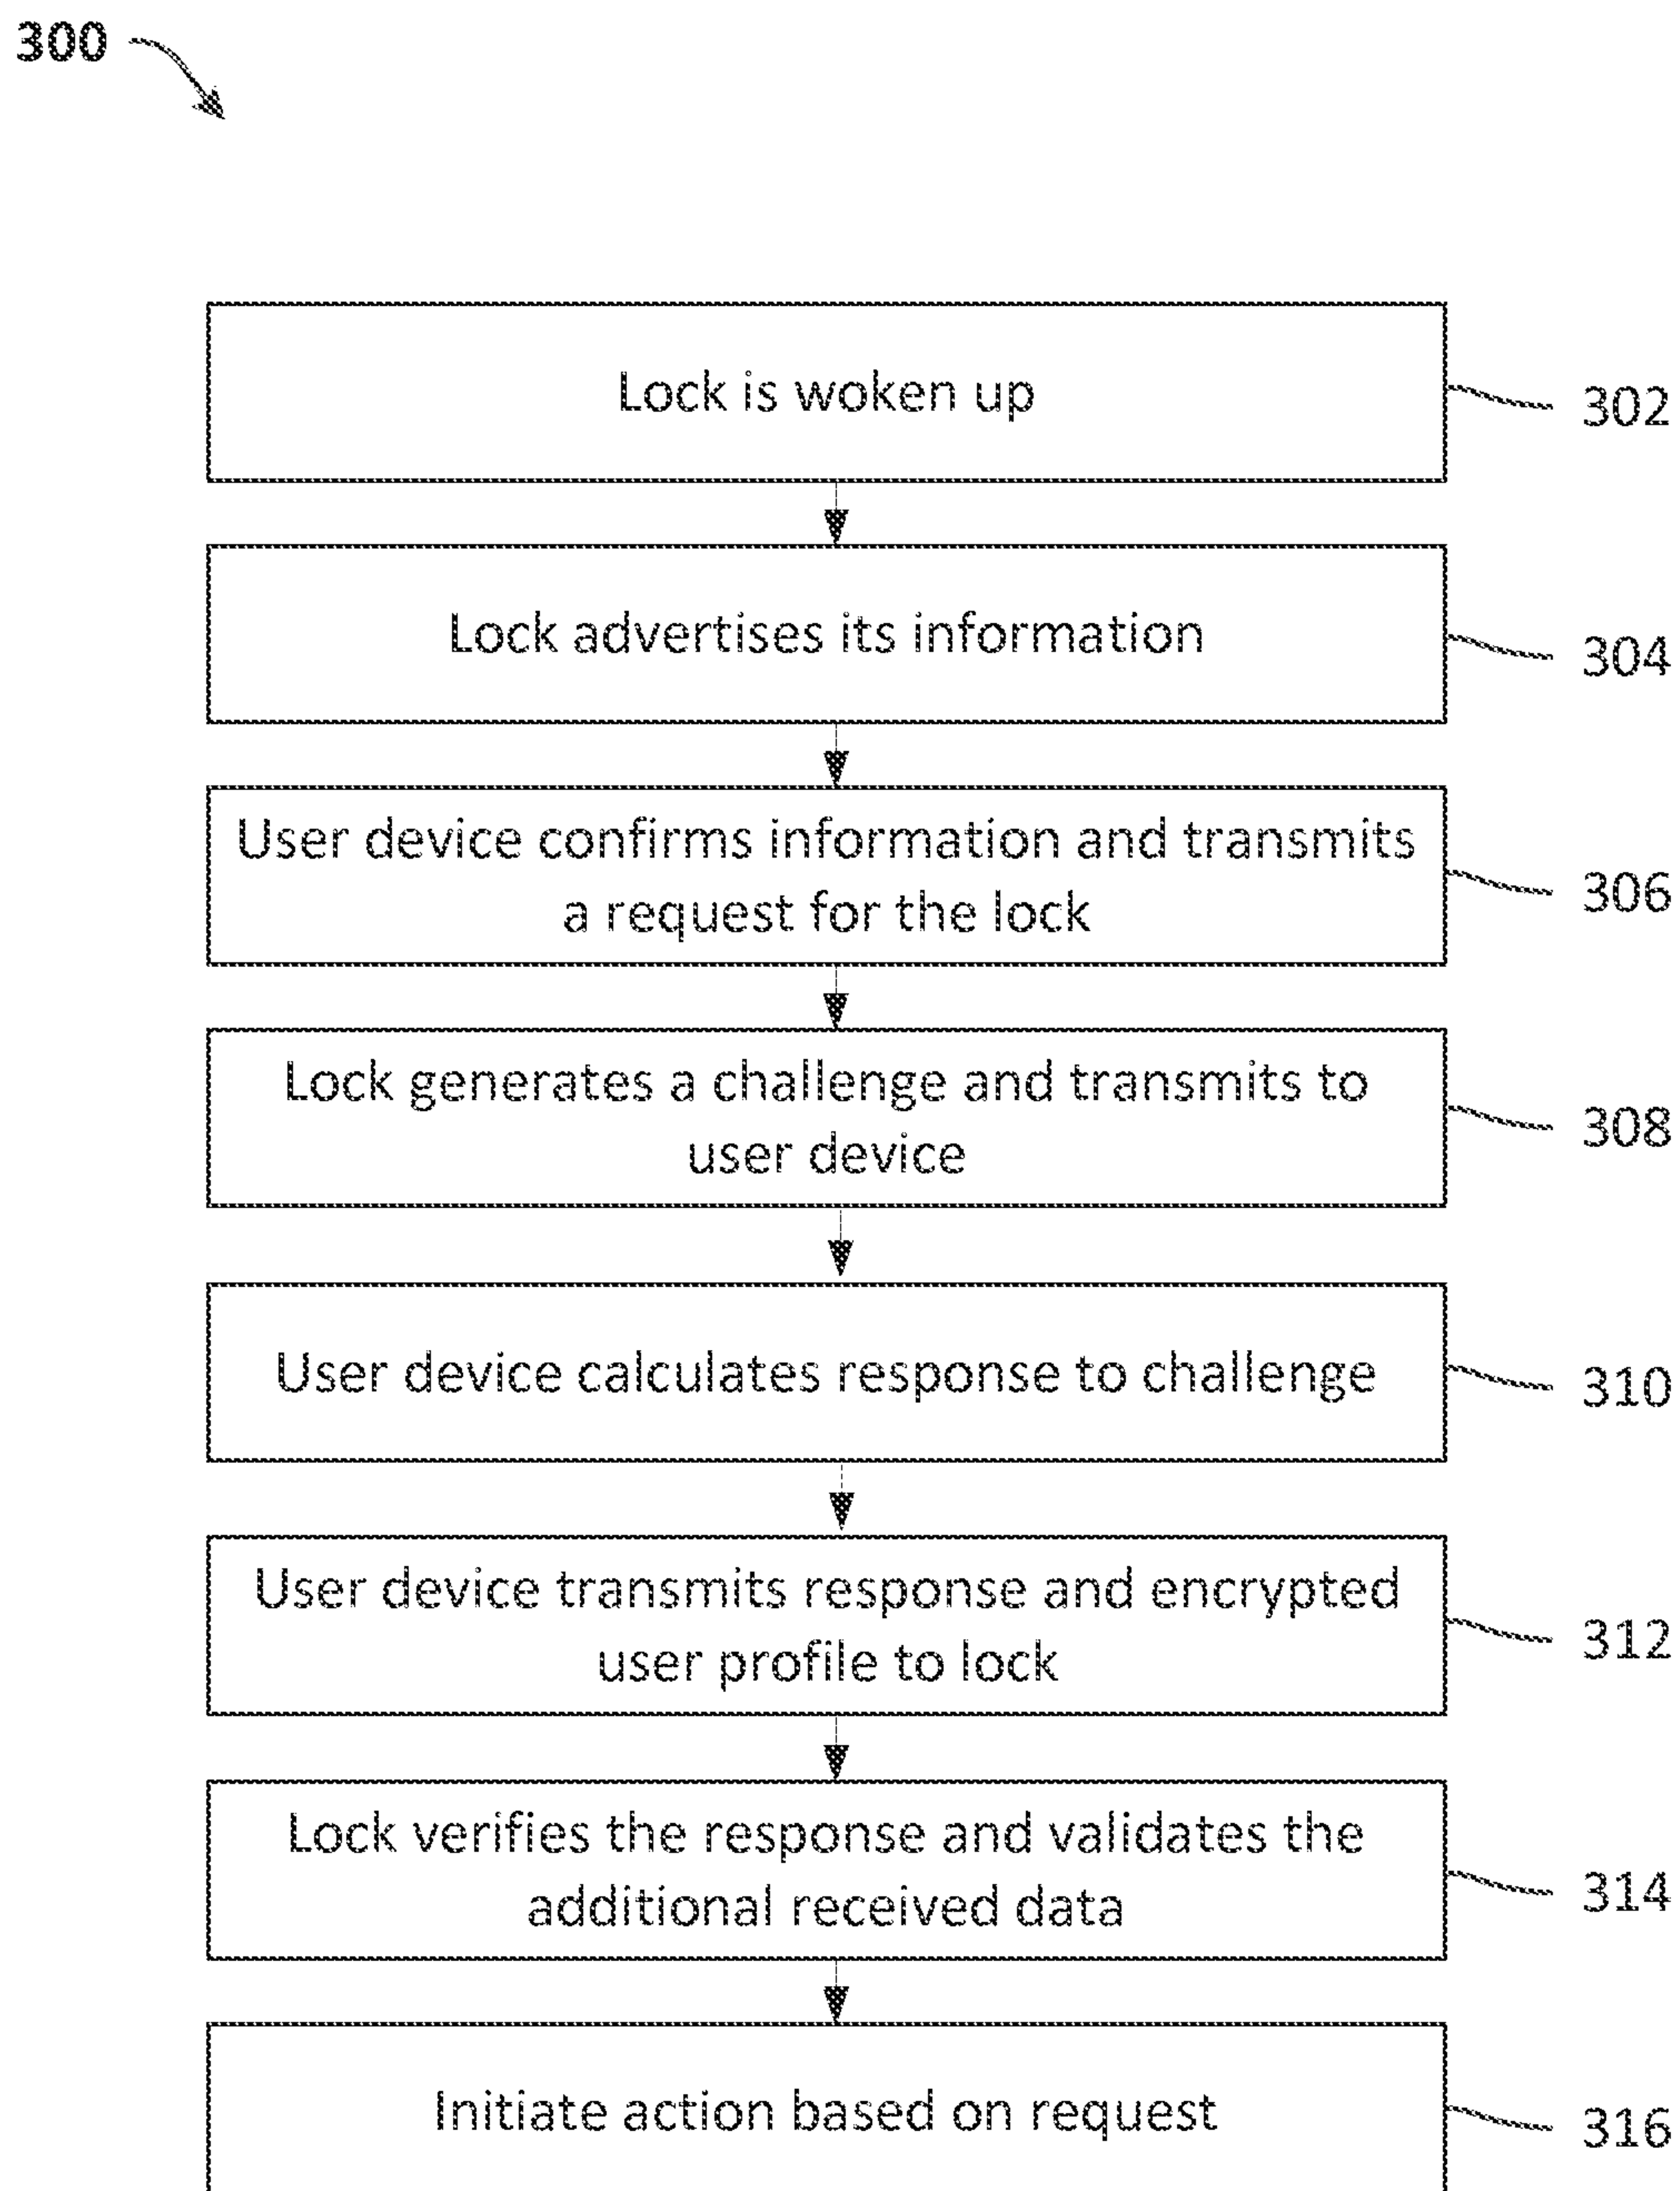 300
Lock is woken up
302
Lock advertises its information
304
User device confirms information and transmits
a request for the lock
306
Lock generates a challenge and transmits to
user device
308
User device calculates response to challenge
310
User device transmits response and encrypted
user profile to lock
312
Lock verifies the response and validates the
additional received data
314
Initiate action based on request
316